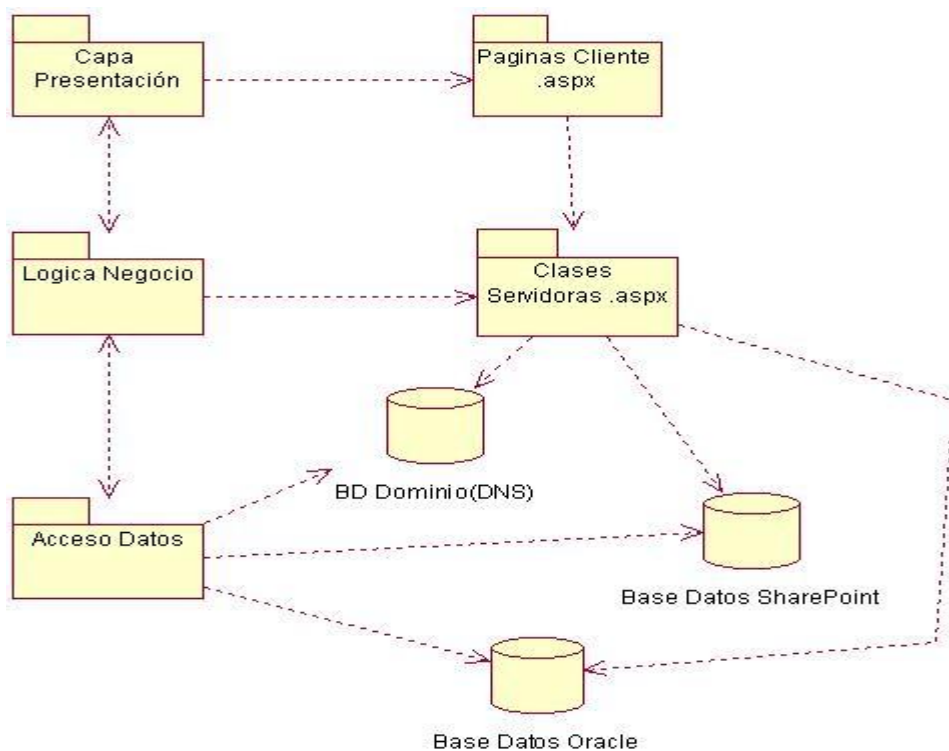 Capa
Presentación
Paginas Cliente
.aspx
Logica Negocio
Clases
Servidoras .aspx
BD Dominio(DNS)
Acceso Datos
Base Datos SharePoint
Base Datos Oracle